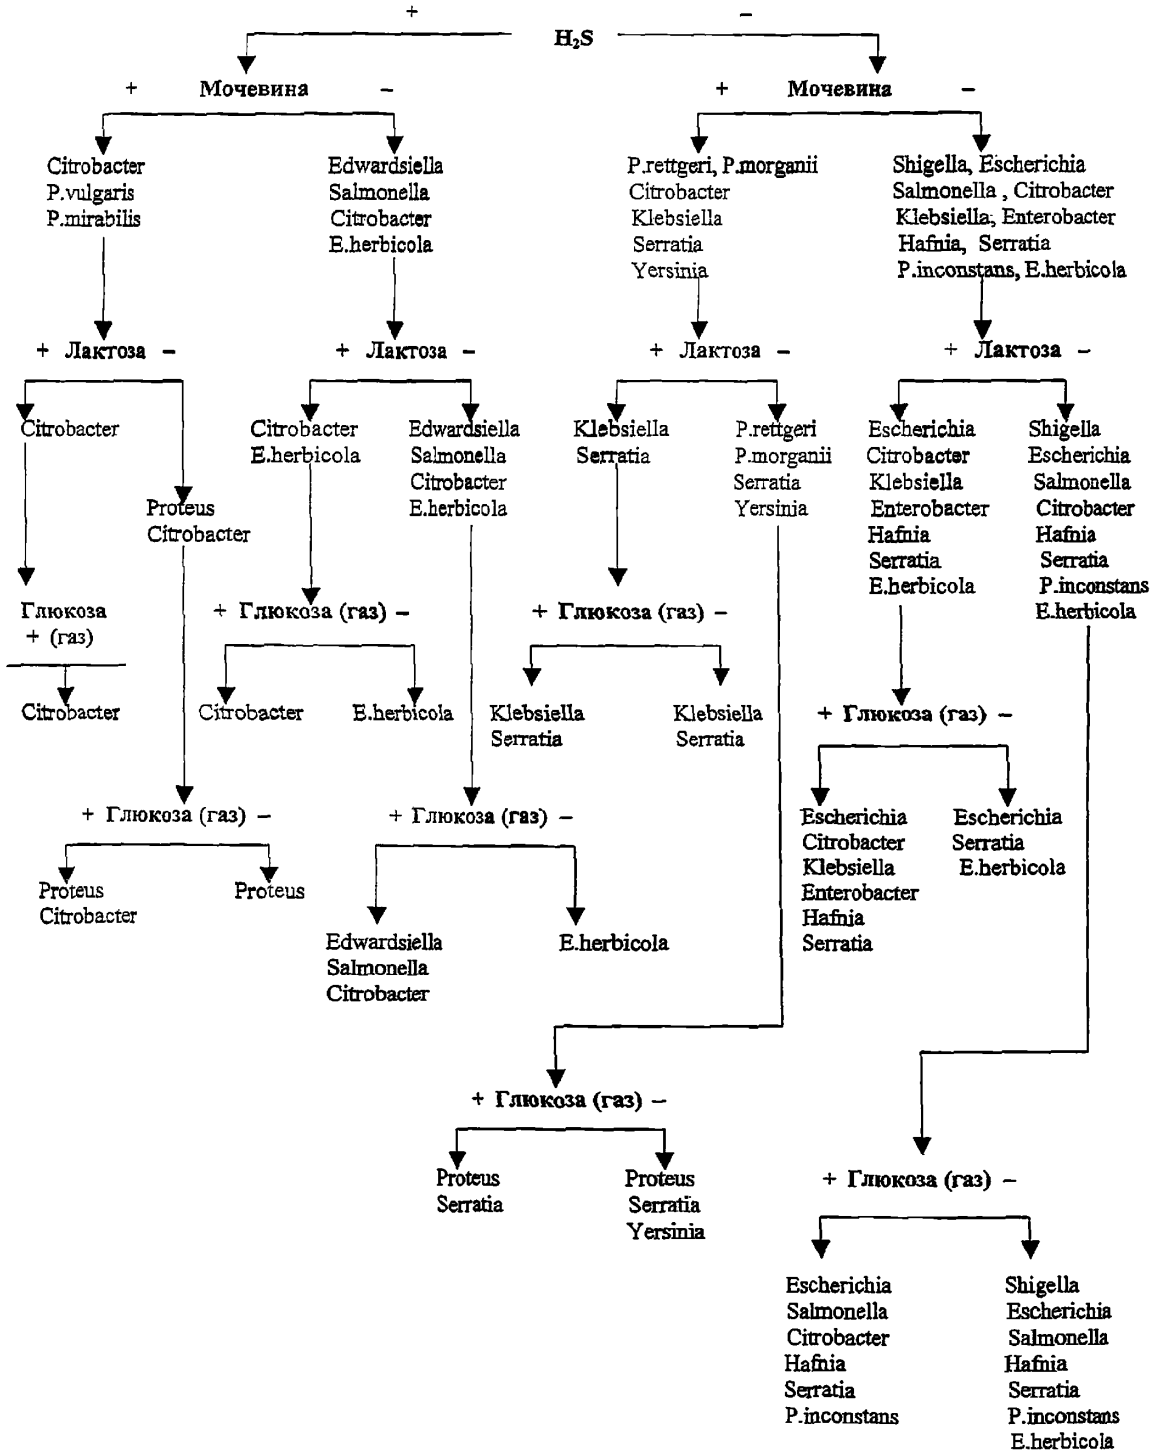 + –
H₂S
+ Мочевина –
+ Мочевина –
Citrobacter
P.vulgaris
P.mirabilis
Edwardsiella
Salmonella
Citrobacter
E.herbicola
P.rettgeri, P.morganii
Citrobacter
Klebsiella
Serratia
Yersinia
Shigella, Escherichia
Salmonella , Citrobacter
Klebsiella, Enterobacter
Hafnia, Serratia
P.inconstans, E.herbicola
+ Лактоза –
+ Лактоза –
+ Лактоза –
+ Лактоза –
Citrobacter
Proteus
Citrobacter
Citrobacter
E.herbicola
Edwardsiella
Salmonella
Citrobacter
E.herbicola
Klebsiella
Serratia
P.rettgeri
P.morganii
Serratia
Yersinia
Escherichia
Citrobacter
Klebsiella
Enterobacter
Hafnia
Serratia
E.herbicola
Shigella
Escherichia
Salmonella
Citrobacter
Hafnia
Serratia
P.inconstans
E.herbicola
Глюкоза
+ (газ)
Citrobacter
+ Глюкоза (газ) –
Citrobacter
E.herbicola
+ Глюкоза (газ) –
Klebsiella
Serratia
Klebsiella
Serratia
+ Глюкоза (газ) –
Escherichia
Citrobacter
Klebsiella
Enterobacter
Hafnia
Serratia
Escherichia
Serratia
E.herbicola
+ Глюкоза (газ) –
Proteus
Citrobacter
Proteus
+ Глюкоза (газ) –
Edwardsiella
Salmonella
Citrobacter
E.herbicola
+ Глюкоза (газ) –
Proteus
Serratia
Proteus
Serratia
Yersinia
+ Глюкоза (газ) –
Escherichia
Salmonella
Citrobacter
Hafnia
Serratia
P.inconstans
Shigella
Escherichia
Salmonella
Hafnia
Serratia
P.inconstans
E.herbicola